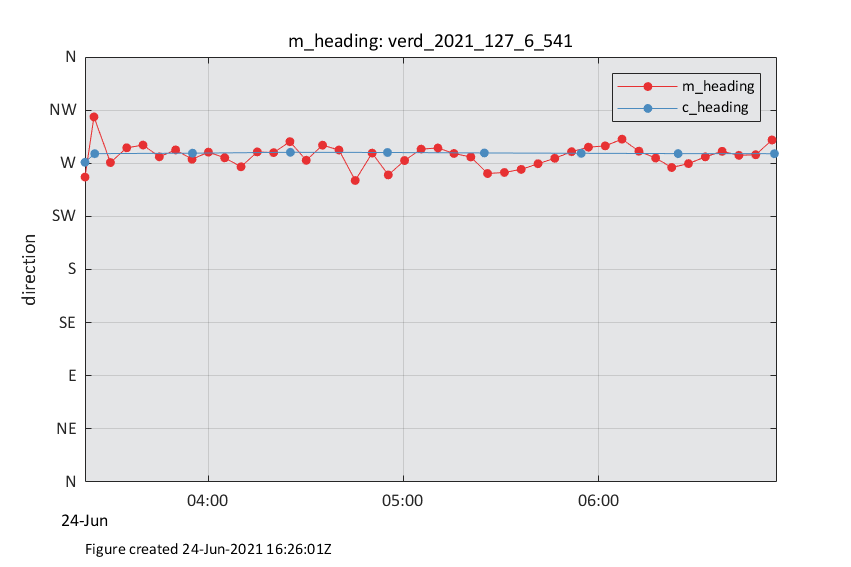 m_heading: verd_2021_127_6_541
N
NW
W
SW
S
SE
E
NE
N
direction
m_heading
c_heading
04:00
05:00
06:00
24-Jun
Figure created 24-Jun-2021 16:26:01Z